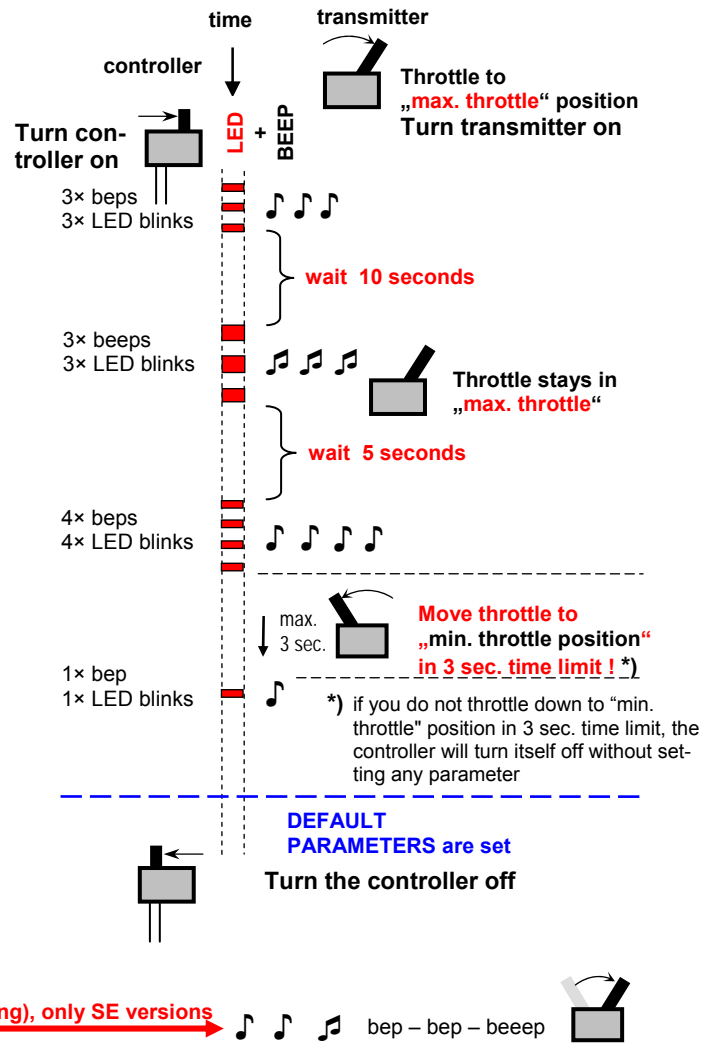 time
transmitter
controller
Throttle to
„max. throttle“ position
Turn transmitter on
Turn con-
troller on
LED
+
BEEP
3× beps
3× LED blinks
wait 10 seconds
3× beeps
3× LED blinks
Throttle stays in
„max. throttle“
wait 5 seconds
4× beps
4× LED blinks
max.
3 sec.
Move throttle to
„min. throttle position“
in 3 sec. time limit ! *)
1× bep
1× LED blinks
*) if you do not throttle down to “min.
throttle" position in 3 sec. time limit, the
controller will turn itself off without set-
ting any parameter
DEFAULT
PARAMETERS are set
Turn the controller off
ng), only SE versions
bep – bep – beeep